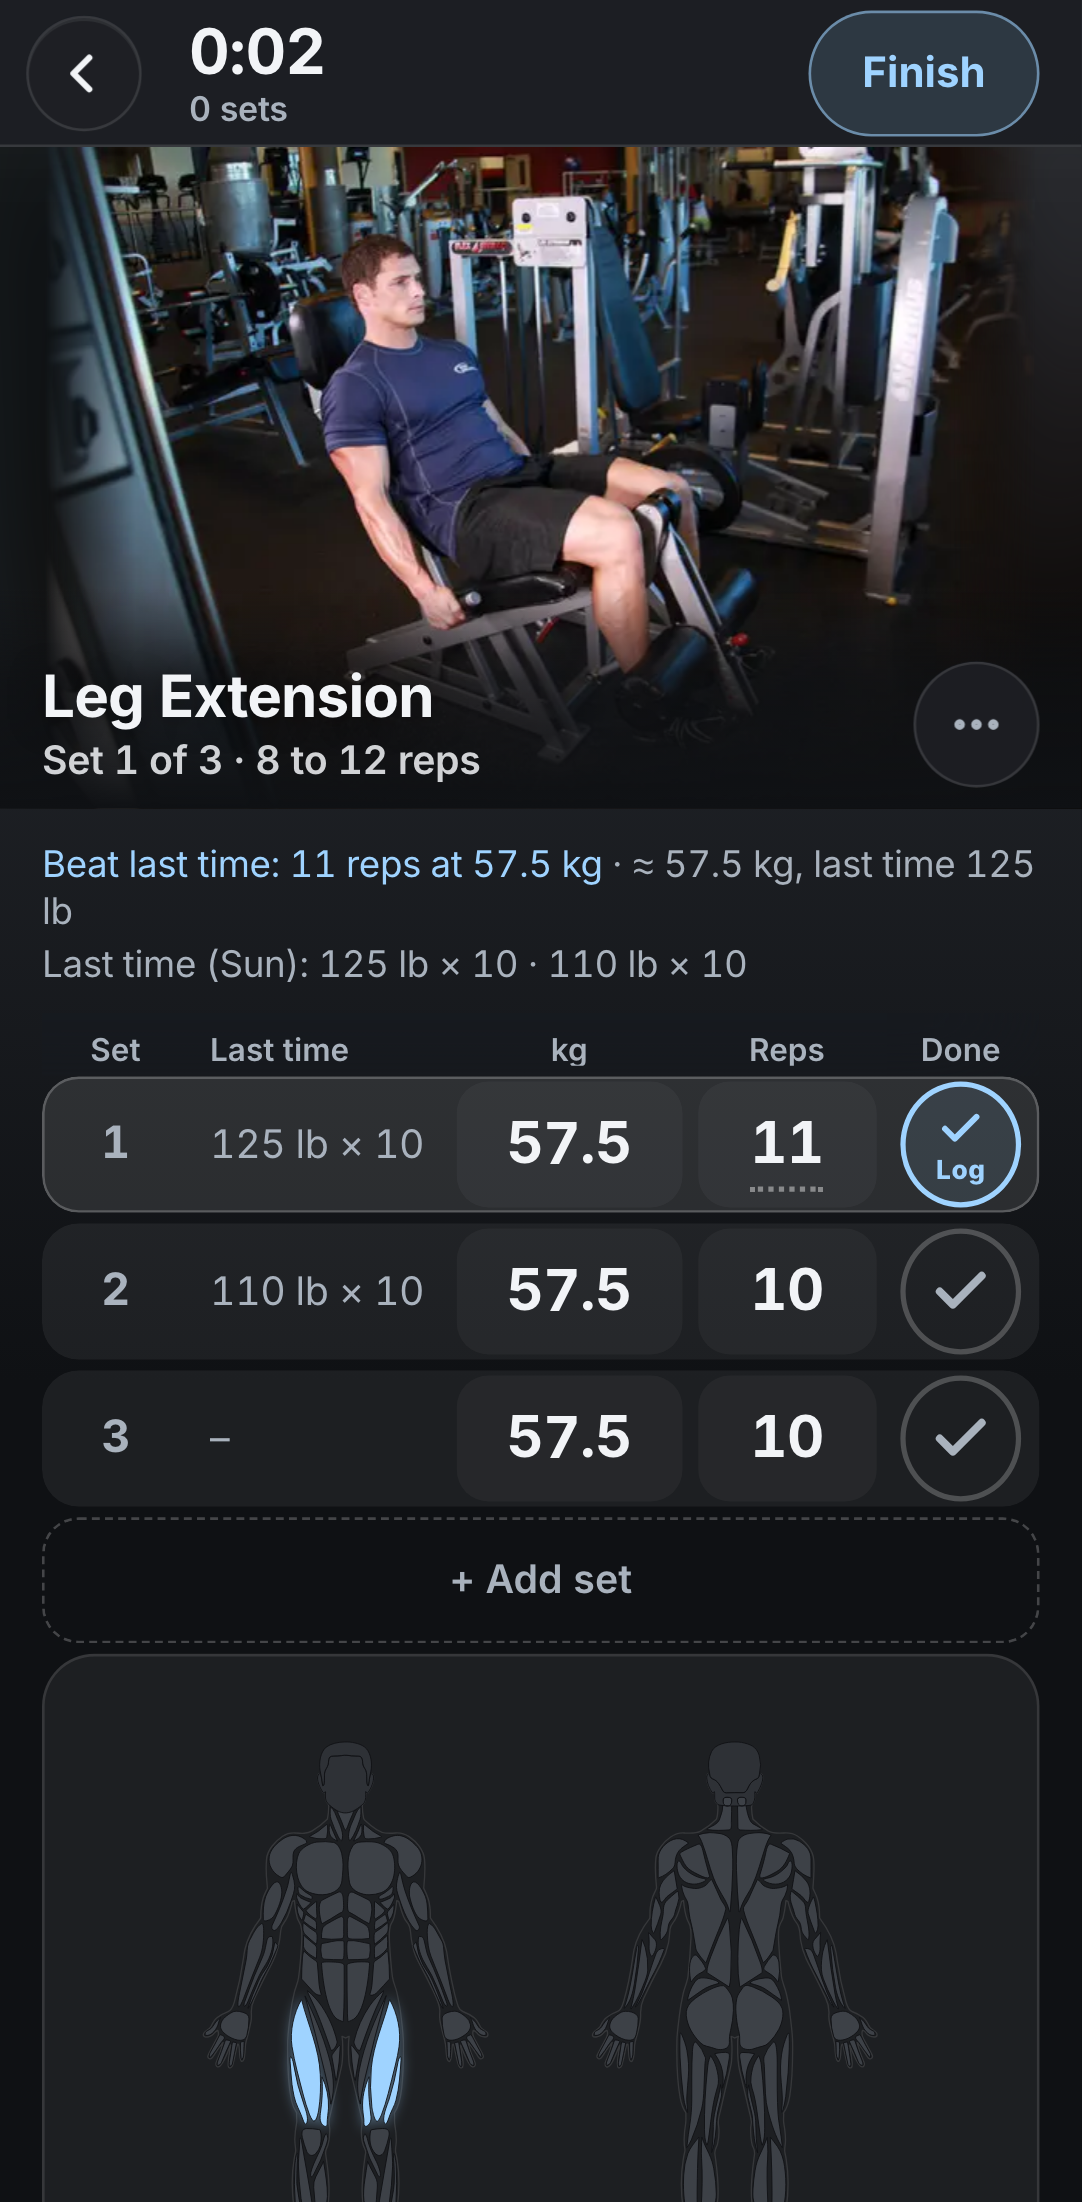 0:02
0 sets
Finish
Leg Extension
Set 1 of 3 · 8 to 12 reps
Beat last time: 11 reps at 57.5 kg · ≈ 57.5 kg, last time 125
lb
Last time (Sun): 125 lb × 10 · 110 lb × 10
Set Last time kg Reps Done
1 125 lb × 10 57.5 11 Log
2 110 lb × 10 57.5 10
3 – 57.5 10
+ Add set